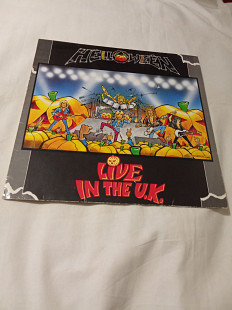 HELLOWEEN
LIVE
IN THE U.K.